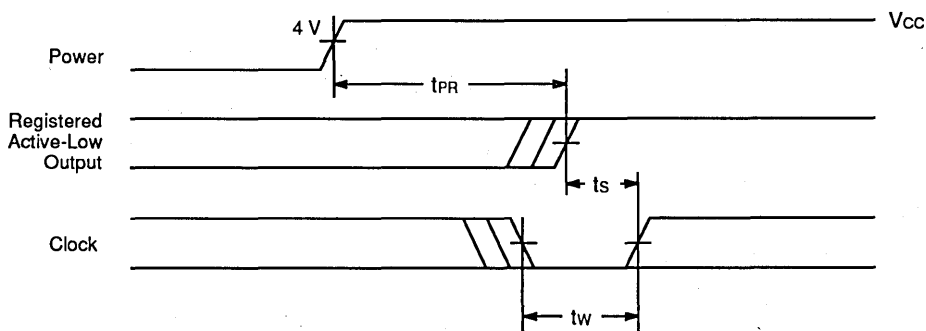 4 V
VCC
Power
tPR
Registered
Active-Low
Output
tS
Clock
tW